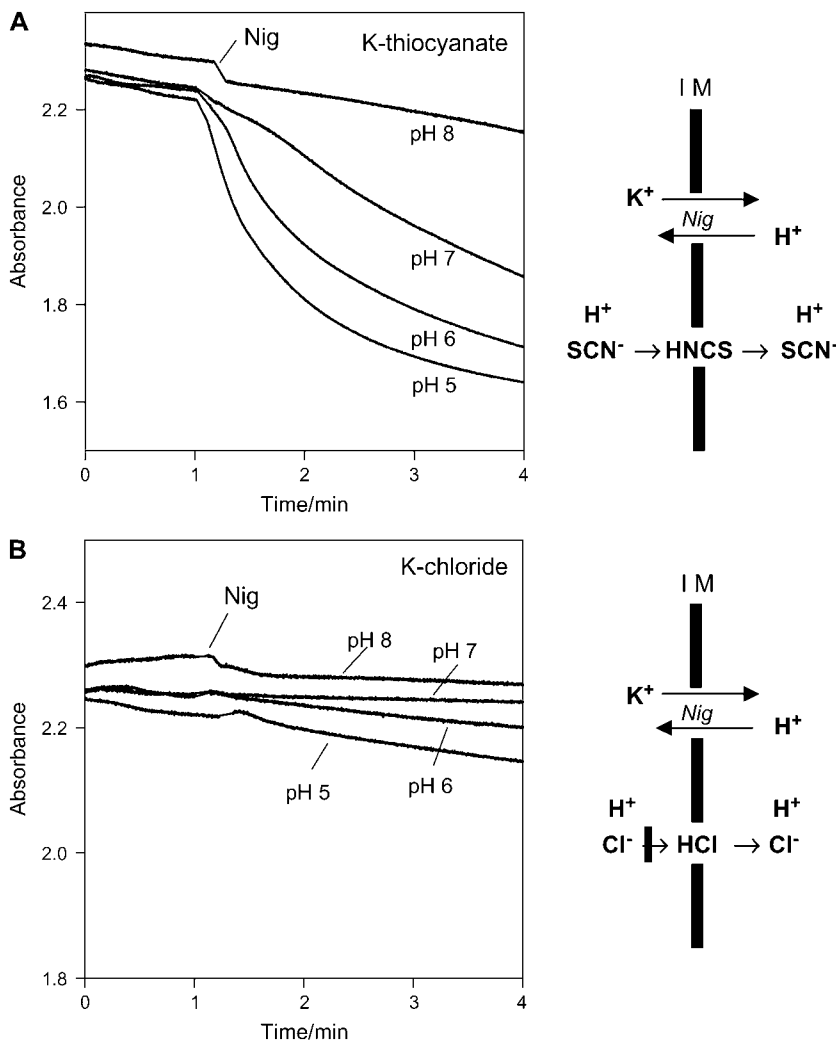 A
K-thiocyanate
Nig
pH 8
pH 7
pH 6
pH 5
2.2
2.0
1.8
1.6
Absorbance
0 1 2 3 4
Time/min
I M
K⁺
Nig
H⁺
H⁺ H⁺
SCN⁻ → HNCS → SCN⁻
B
K-chloride
Nig
pH 8
pH 7
pH 5
pH 6
2.4
2.2
2.0
1.8
Absorbance
0 1 2 3 4
Time/min
I M
K⁺
Nig
H⁺
H⁺ H⁺
Cl⁻ → HCl → Cl⁻